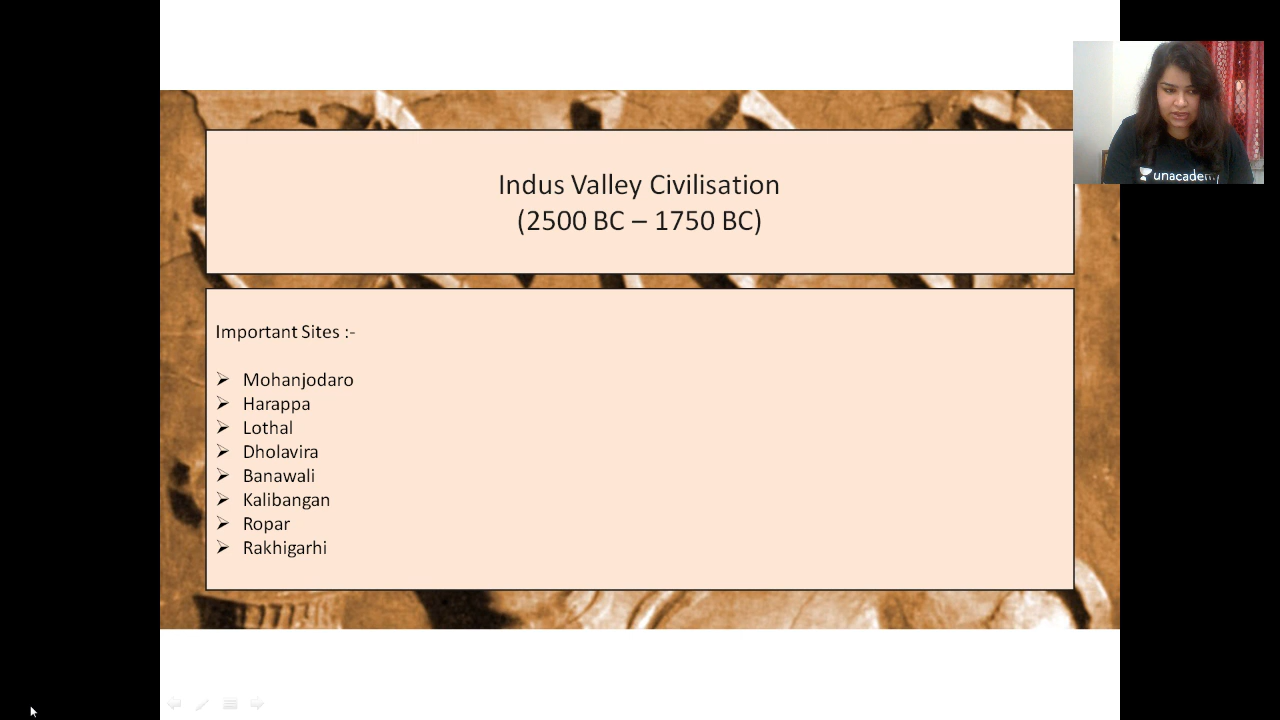 Indus Valley Civilisation
(2500 BC – 1750 BC)
Important Sites :-
➢ Mohanjodaro
➢ Harappa
➢ Lothal
➢ Dholavira
➢ Banawali
➢ Kalibangan
➢ Ropar
➢ Rakhigarhi
unacademy